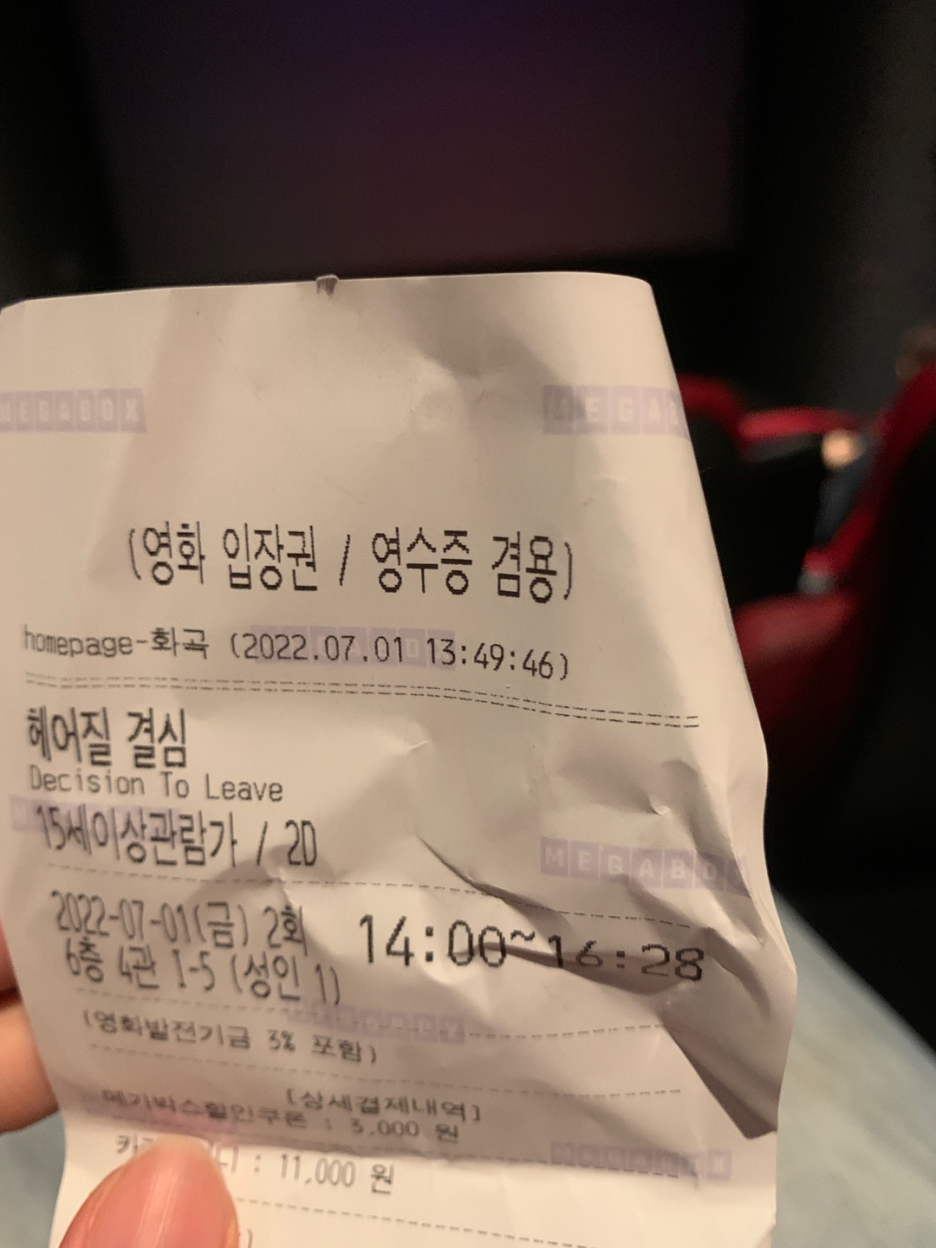 MEGABOX MEGAB
(영화 입장권 / 영수증 겸용)
homepage-화곡 (2022.07.01 13:49:46)
헤어질 결심
Decision To Leave
15세이상관람가 / 2D
MEGABO
2022-07-01(금) 2회 14:00~16:28
6층 4관 I-5 (성인 1)
(영화발전기금 3% 포함)
[상세결제내역]
메가박스할인쿠폰 : 3,000 원
: 11,000 원
MEGABOX